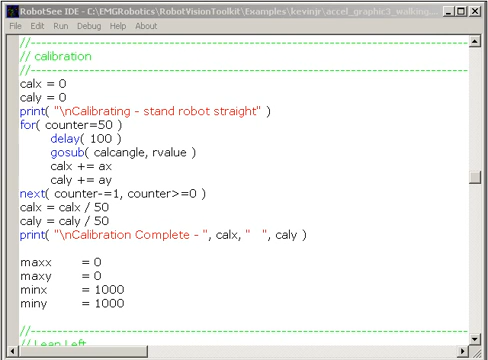 RobotSee IDE - C:\EMGRobotics\RobotVisionToolkit\Examples\kevinjr\accel_graphic3_walking...
File Edit Run Debug Help About
//----------------------------------------------------------------------
// calibration
//----------------------------------------------------------------------
calx = 0
caly = 0
print( "\nCalibrating - stand robot straight" )
for( counter=50 )
delay( 100 )
gosub( calcangle, rvalue )
calx += ax
caly += ay
next( counter-=1, counter>=0 )
calx = calx / 50
caly = caly / 50
print( "\nCalibration Complete - ", calx, "   ", caly )
maxx = 0
maxy = 0
minx = 1000
miny = 1000
//----------------------------------------------------------------------
// Lean Left